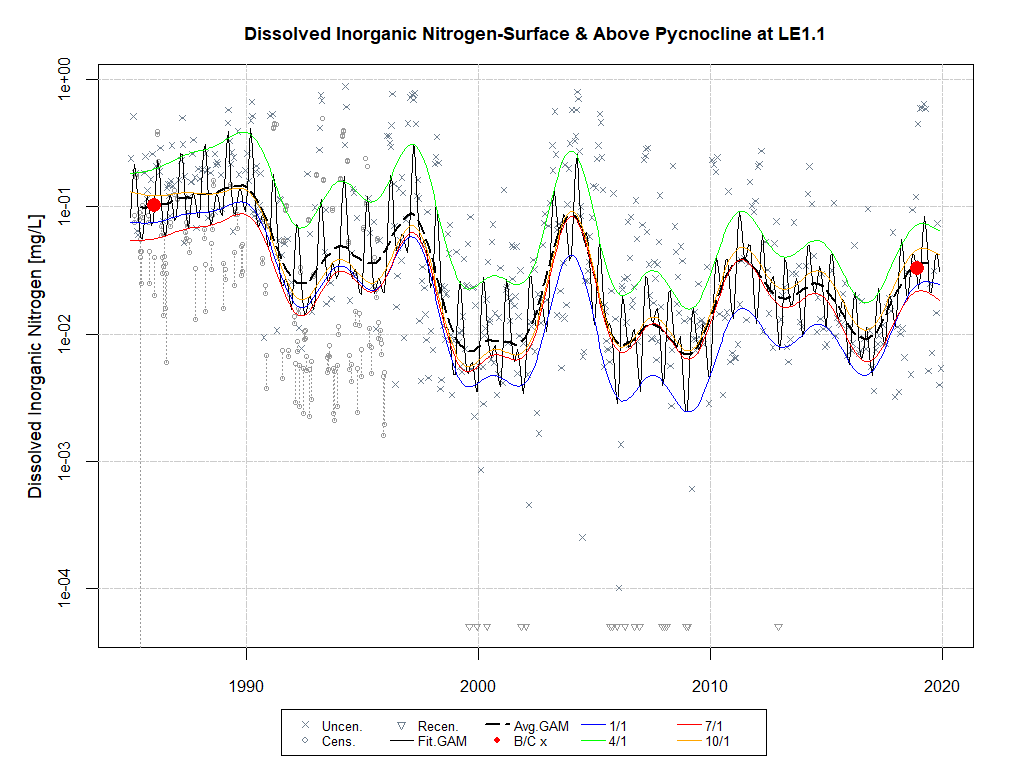 Dissolved Inorganic Nitrogen-Surface & Above Pycnocline at LE1.1
Dissolved Inorganic Nitrogen [mg/L]
1e+00
1e-01
1e-02
1e-03
1e-04
1990 2000 2010 2020
Uncen. Recen. Avg.GAM 1/1 7/1
Cens. Fit.GAM B/C x 4/1 10/1